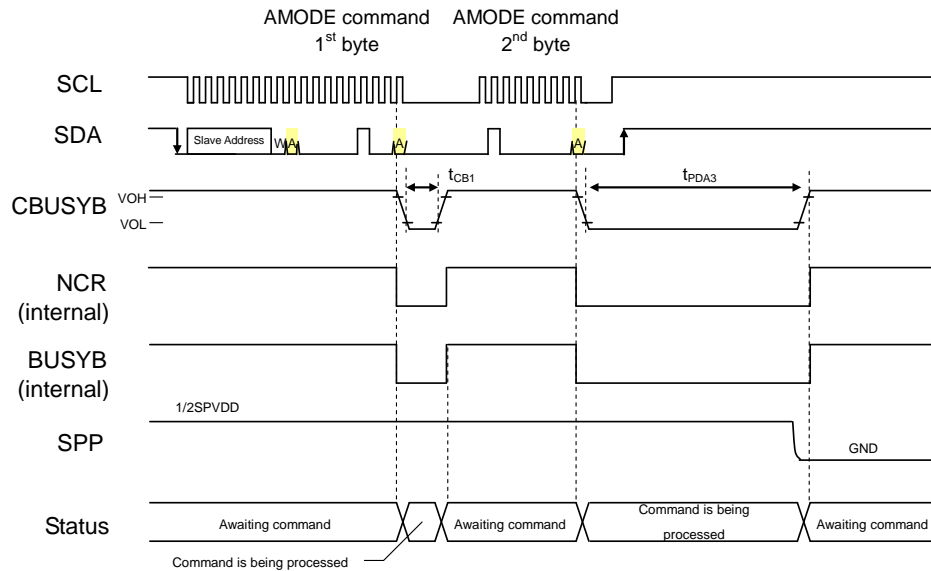 AMODE command
1st byte
AMODE command
2nd byte
SCL
SDA
Slave Address
W
A
A
A
CBUSYB
VOH
VOL
tCB1
tPDA3
NCR
(internal)
BUSYB
(internal)
SPP
1/2SPVDD
GND
Status
Awaiting command
Awaiting command
Command is being
processed
Awaiting command
Command is being processed